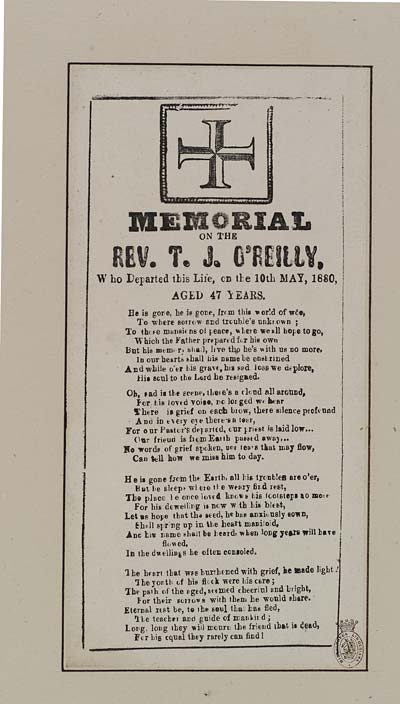 MEMORIAL
ON THE
REV. T. J. O'REILLY,
Who Departed this Life, on the 10th MAY, 1880,
AGED 47 YEARS.
He is gone, he is gone, from this world of woe,
To where sorrow and trouble's unknown ;
To those mansions of peace, where we all hope to go,
Which the Father prepared for his own
But his memory shall, live tho he's with us no more.
In our hearts shall his name be enshrined
And while o'er his grave, his sad loss we deplore,
His soul to the Lord he resigned.
Oh, sad is the scene, there's a cloud all around,
For his loved voice, no longed we hear
There is grief on each brow, there silence profound
And in every eye there's a tear,
For our Paster's departed, our priest is laid low...
Our friend is from Earth passed away...
No words of grief spoken, nor tears that may flow,
Can tell how we miss him to day.
He is gone from the Earth, all his troubles are o'er,
But he sleeps where the weary find rest,
The place he once loved knows his footsteps no more
For his dewelling is now with his blest,
Let us hope that the seed, he has anxiously sown,
Shall spring up in the heart manifold,
And his name shall be heard, when long years will have
flowed,
In the dwellings he often consoled.
The heart that was burthened with grief, he made light
The youth of his flock were his care ;
The path of the aged, seemed cheerful and bright,
For their sorrows with them he would share.
Eternal rest be, to the soul that has fled,
The teacher and guide of mankind ;
Long, long they will mourn the friend that is dead,
For his equal they rarely can find !